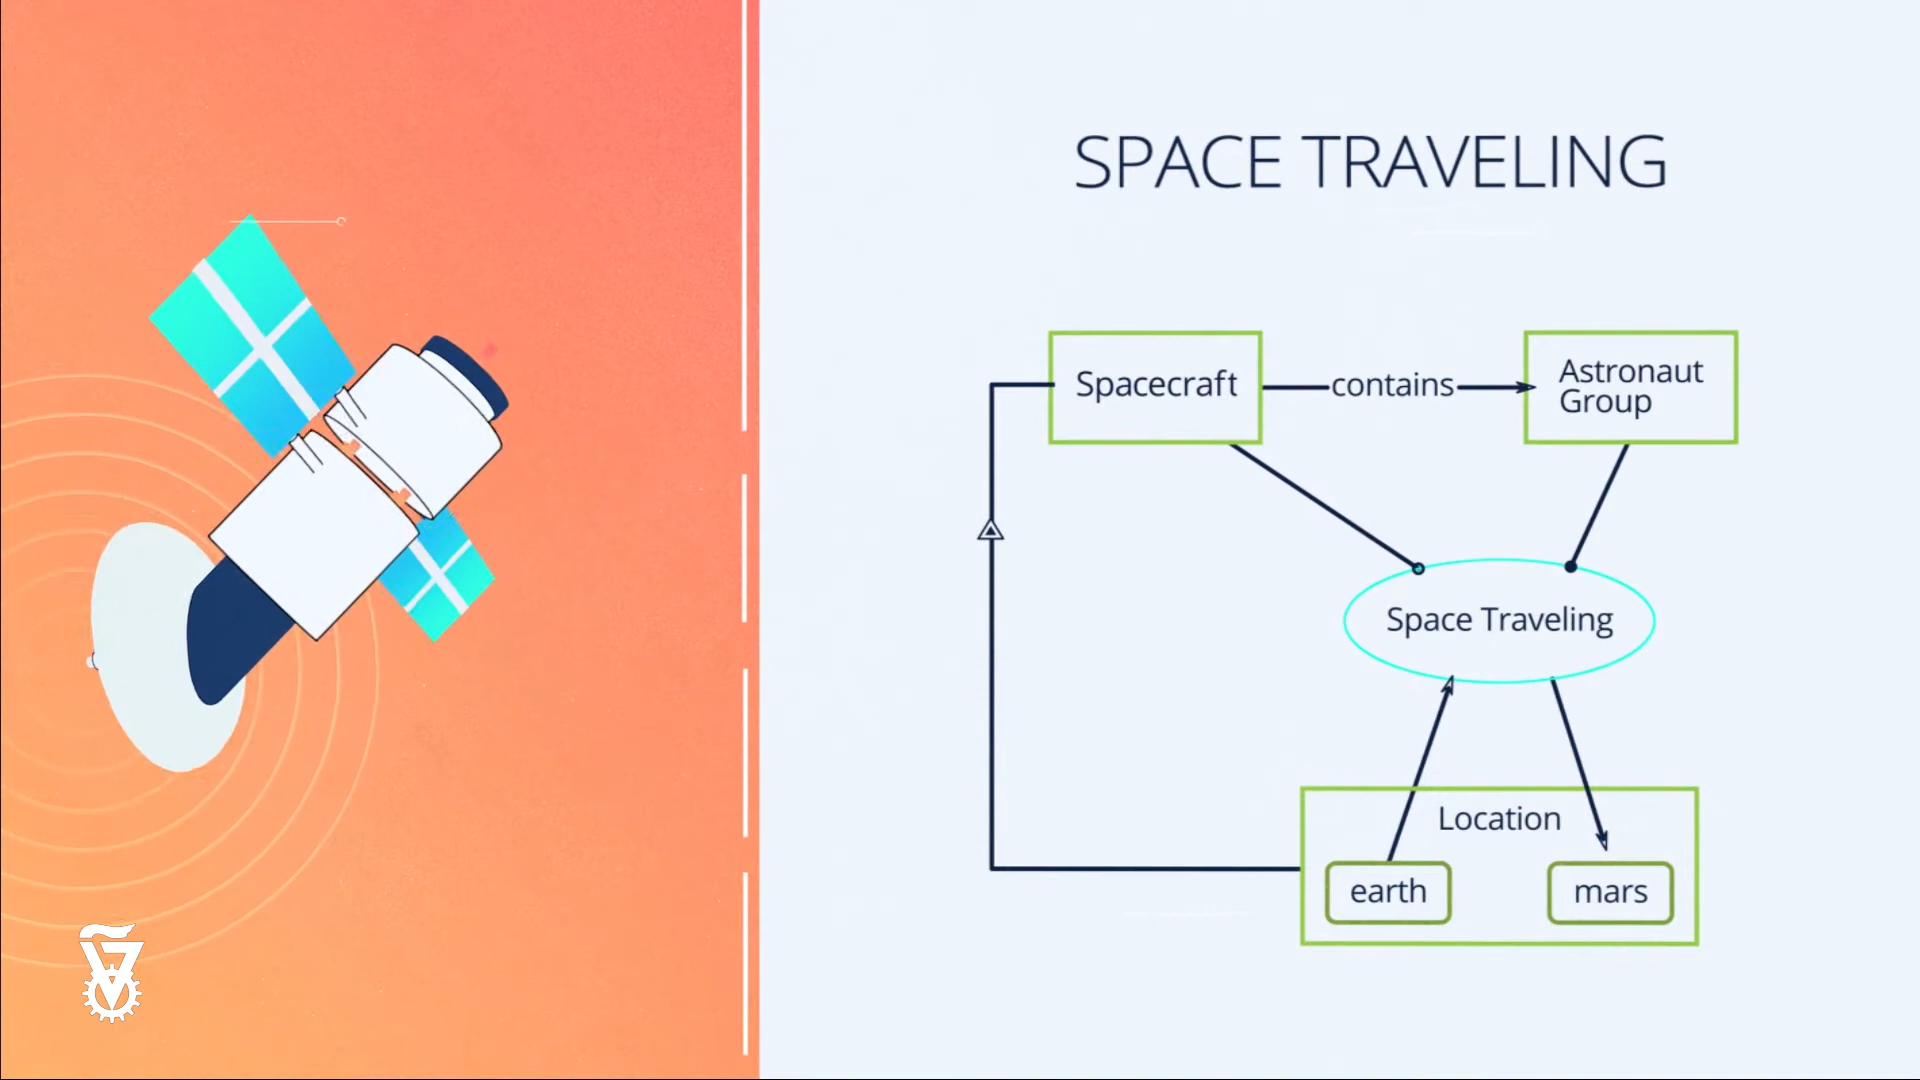 SPACE TRAVELING
Spacecraft
contains
Astronaut
Group
Space Traveling
Location
earth
mars